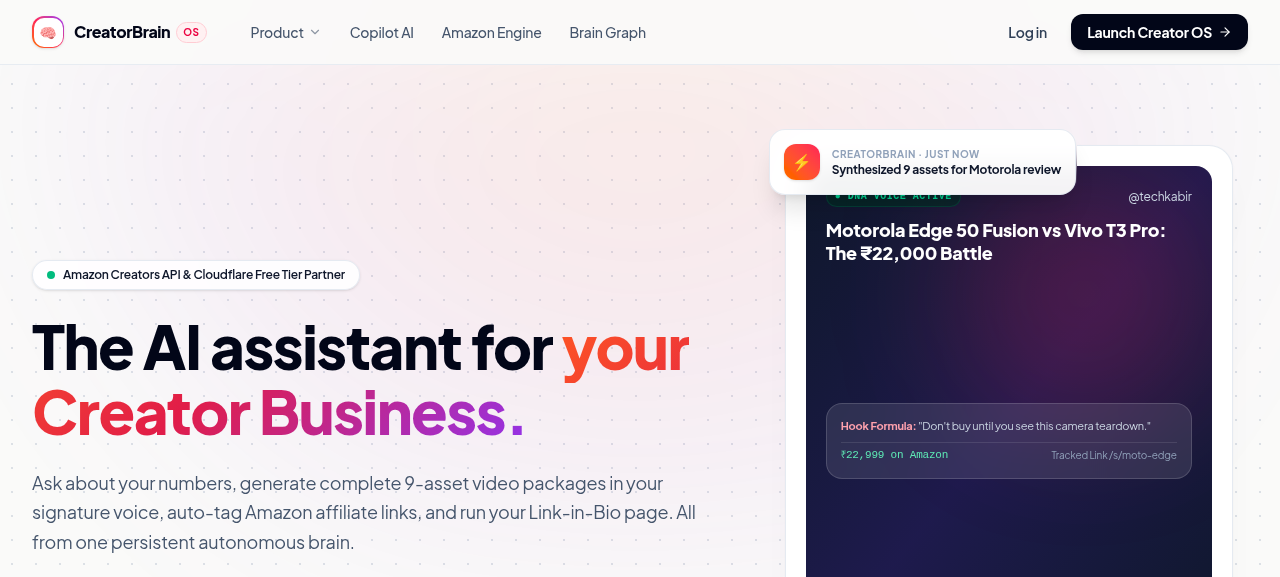 CreatorBrain OS
Product
Copilot AI
Amazon Engine
Brain Graph
Log in
Launch Creator OS →
Amazon Creators API & Cloudflare Free Tier Partner
The AI assistant for your
Creator Business.
Ask about your numbers, generate complete 9-asset video packages in your
signature voice, auto-tag Amazon affiliate links, and run your Link-in-Bio page. All
from one persistent autonomous brain.
CREATORBRAIN · JUST NOW
Synthesized 9 assets for Motorola review
DNA VOICE ACTIVE
@techkabir
Motorola Edge 50 Fusion vs Vivo T3 Pro:
The ₹22,000 Battle
Hook Formula: "Don't buy until you see this camera teardown."
₹22,999 on Amazon
Tracked Link /s/moto-edge